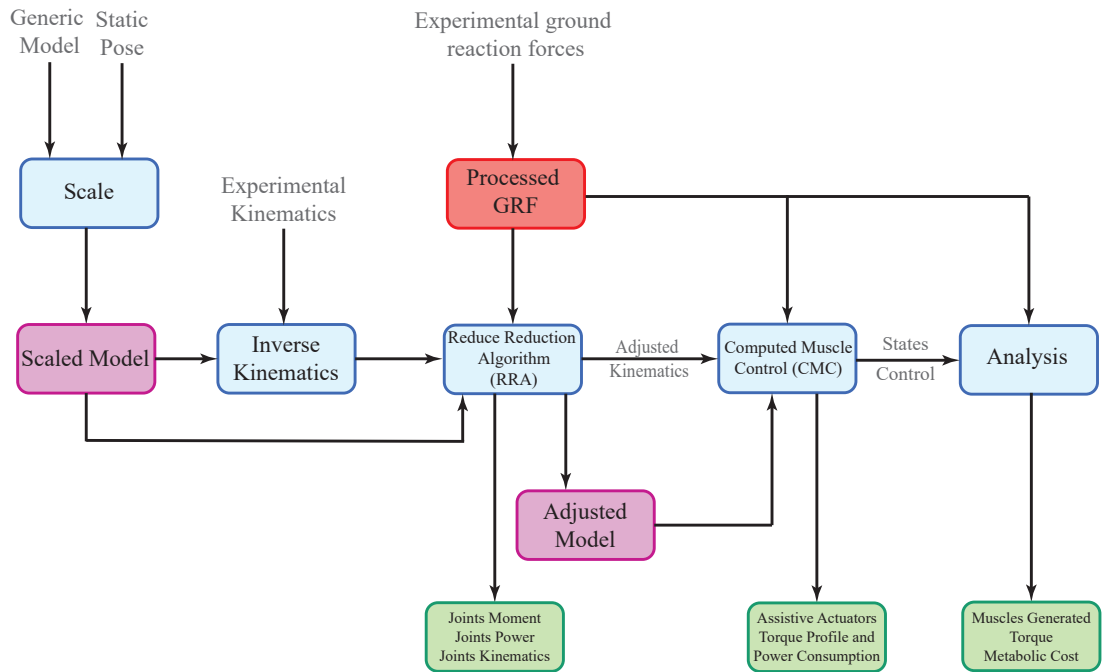 Generic
Model
Static
Pose
Experimental ground
reaction forces
Scale
Experimental
Kinematics
Processed
GRF
Scaled Model
Inverse
Kinematics
Reduce Reduction
Algorithm
(RRA)
Adjusted
Kinematics
Computed Muscle
Control (CMC)
States
Control
Analysis
Adjusted
Model
Joints Moment
Joints Power
Joints Kinematics
Assistive Actuators
Torque Profile and
Power Consumption
Muscles Generated
Torque
Metabolic Cost